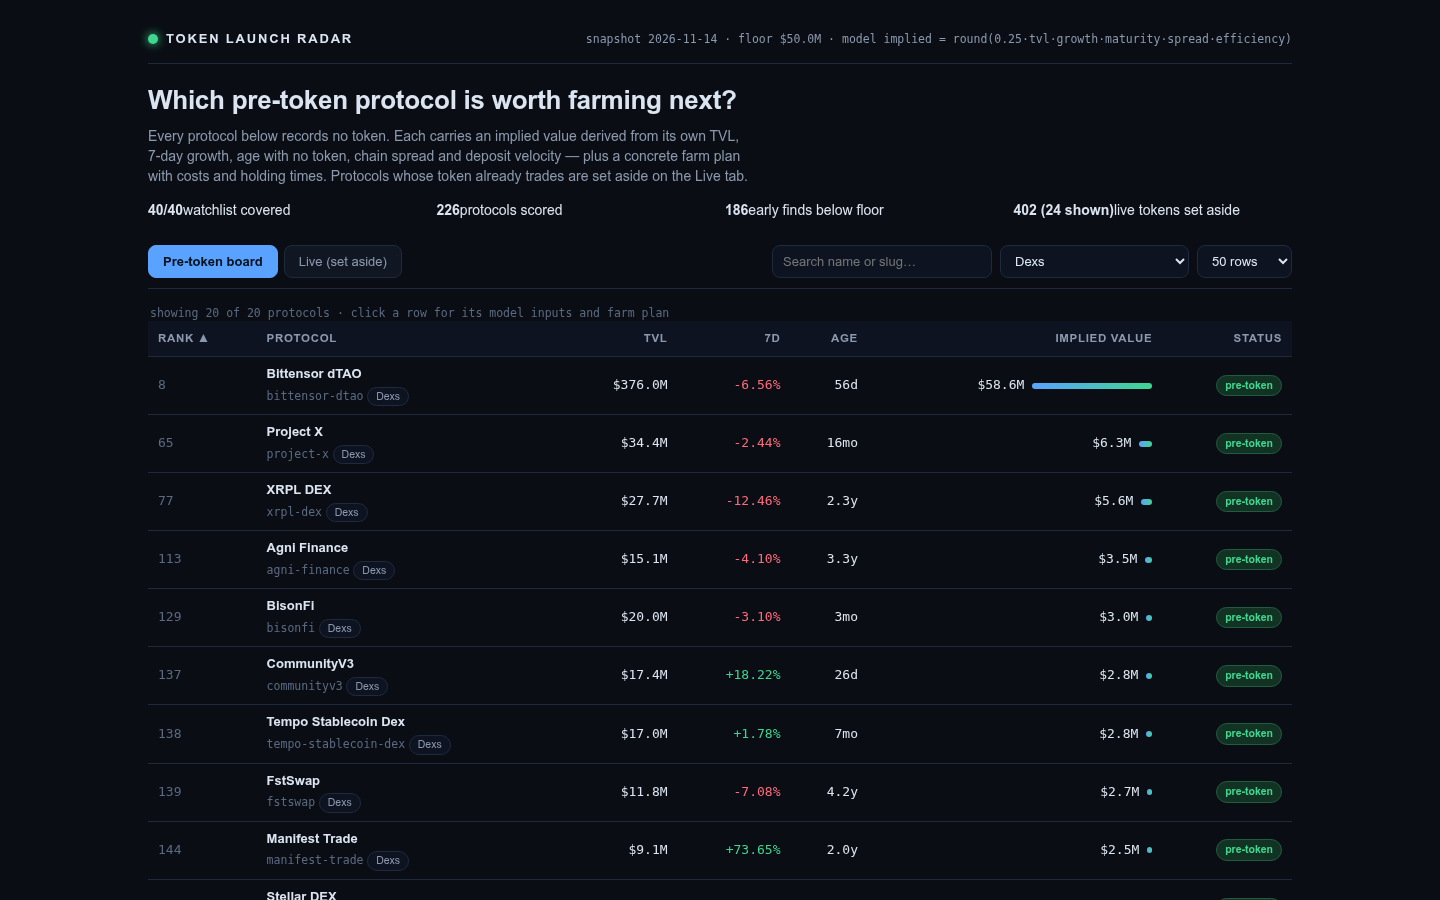 TOKEN LAUNCH RADAR
snapshot 2026-11-14 · floor $50.0M · model implied = round(0.25·tvl·growth·maturity·spread·efficiency)
Which pre-token protocol is worth farming next?
Every protocol below records no token. Each carries an implied value derived from its own TVL,
7-day growth, age with no token, chain spread and deposit velocity — plus a concrete farm plan
with costs and holding times. Protocols whose token already trades are set aside on the Live tab.
40/40watchlist covered 226protocols scored 186early finds below floor 402 (24 shown)live tokens set aside
Pre-token board Live (set aside) Search name or slug... Dexs 50 rows
showing 20 of 20 protocols · click a row for its model inputs and farm plan
RANK ▲ PROTOCOL TVL 7D AGE IMPLIED VALUE STATUS
Bittensor dTAO
8 $376.0M -6.56% 56d $58.6M pre-token
bittensor-dtao Dexs
Project X
65 $34.4M -2.44% 16mo $6.3M pre-token
project-x Dexs
XRPL DEX
77 $27.7M -12.46% 2.3y $5.6M pre-token
xrpl-dex Dexs
Agni Finance
113 $15.1M -4.10% 3.3y $3.5M pre-token
agni-finance Dexs
BisonFi
129 $20.0M -3.10% 3mo $3.0M pre-token
bisonfi Dexs
CommunityV3
137 $17.4M +18.22% 26d $2.8M pre-token
communityv3 Dexs
Tempo Stablecoin Dex
138 $17.0M +1.78% 7mo $2.8M pre-token
tempo-stablecoin-dex Dexs
FstSwap
139 $11.8M -7.08% 4.2y $2.7M pre-token
fstswap Dexs
Manifest Trade
144 $9.1M +73.65% 2.0y $2.5M pre-token
manifest-trade Dexs
Stellar DEX